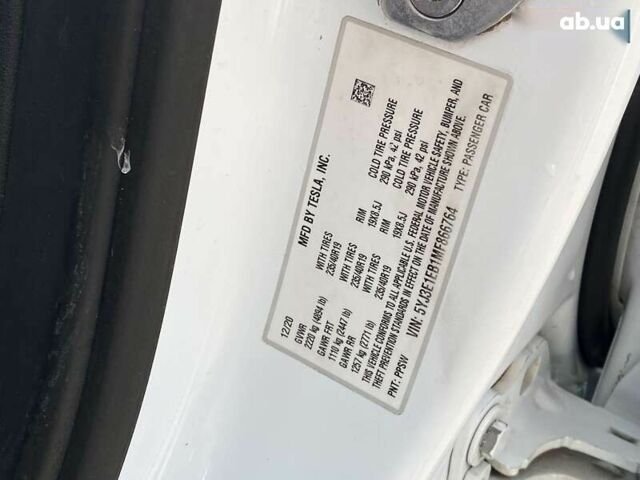 ab.ua
MFD BY TESLA, INC.
12/20
GVWR
2220 kg (4894 lb)
GAWR FRT WITH TIRES RIM COLD TIRE PRESSURE
1110 kg (2447 lb) 235/40R19 19X8.5J 290 kPa, 42 psi
GAWR RR WITH TIRES RIM COLD TIRE PRESSURE
1257 kg (2771 lb) 235/40R19 19X8.5J 290 kPa, 42 psi
THIS VEHICLE CONFORMS TO ALL APPLICABLE U.S. FEDERAL MOTOR VEHICLE SAFETY, BUMPER, AND
THEFT PREVENTION STANDARDS IN EFFECT ON THE DATE OF MANUFACTURE SHOWN ABOVE.
PNT: PPSW VIN: 5YJ3E1EB1MF866764 TYPE: PASSENGER CAR